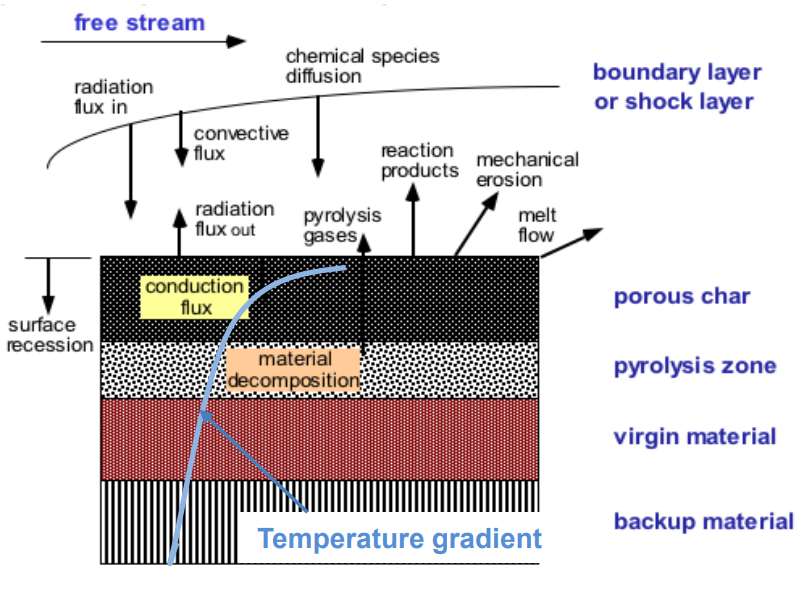 free stream
chemical species
diffusion
boundary layer
or shock layer
radiation
flux in
convective
flux
reaction
products
mechanical
erosion
radiation
flux out
pyrolysis
gases
melt
flow
conduction
flux
surface
recession
porous char
material
decomposition
pyrolysis zone
virgin material
backup material
Temperature gradient